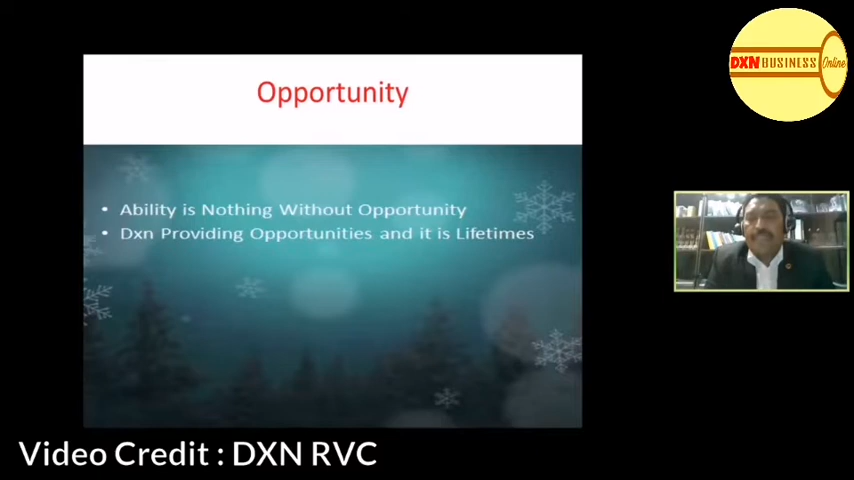 Opportunity
DXN BUSINESS Online
• Ability is Nothing Without Opportunity
• Dxn Providing Opportunities and it is Lifetimes
Video Credit : DXN RVC